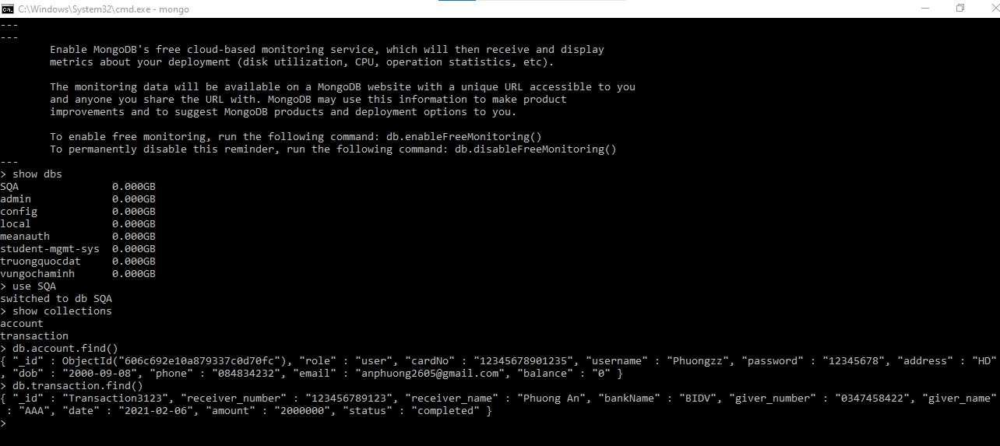 C:\Windows\System32\cmd.exe - mongo
---
---
Enable MongoDB's free cloud-based monitoring service, which will then receive and display
metrics about your deployment (disk utilization, CPU, operation statistics, etc).
The monitoring data will be available on a MongoDB website with a unique URL accessible to you
and anyone you share the URL with. MongoDB may use this information to make product
improvements and to suggest MongoDB products and deployment options to you.
To enable free monitoring, run the following command: db.enableFreeMonitoring()
To permanently disable this reminder, run the following command: db.disableFreeMonitoring()
---
> show dbs
SQA 0.000GB
admin 0.000GB
config 0.000GB
local 0.000GB
meanauth 0.000GB
student-mgmt-sys 0.000GB
truongquocdat 0.000GB
vungochaminh 0.000GB
> use SQA
switched to db SQA
> show collections
account
transaction
> db.account.find()
{ "_id" : ObjectId("606c692e10a879337c0d70fc"), "role" : "user", "cardNo" : "12345678901235", "username" : "Phuongzz", "password" : "12345678", "address" : "HD"
, "dob" : "2000-09-08", "phone" : "084834232", "email" : "anphuong2605@gmail.com", "balance" : "0" }
> db.transaction.find()
{ "_id" : "Transaction3123", "receiver_number" : "123456789123", "receiver_name" : "Phuong An", "bankName" : "BIDV", "giver_number" : "0347458422", "giver_name"
: "AAA", "date" : "2021-02-06", "amount" : "2000000", "status" : "completed" }
>